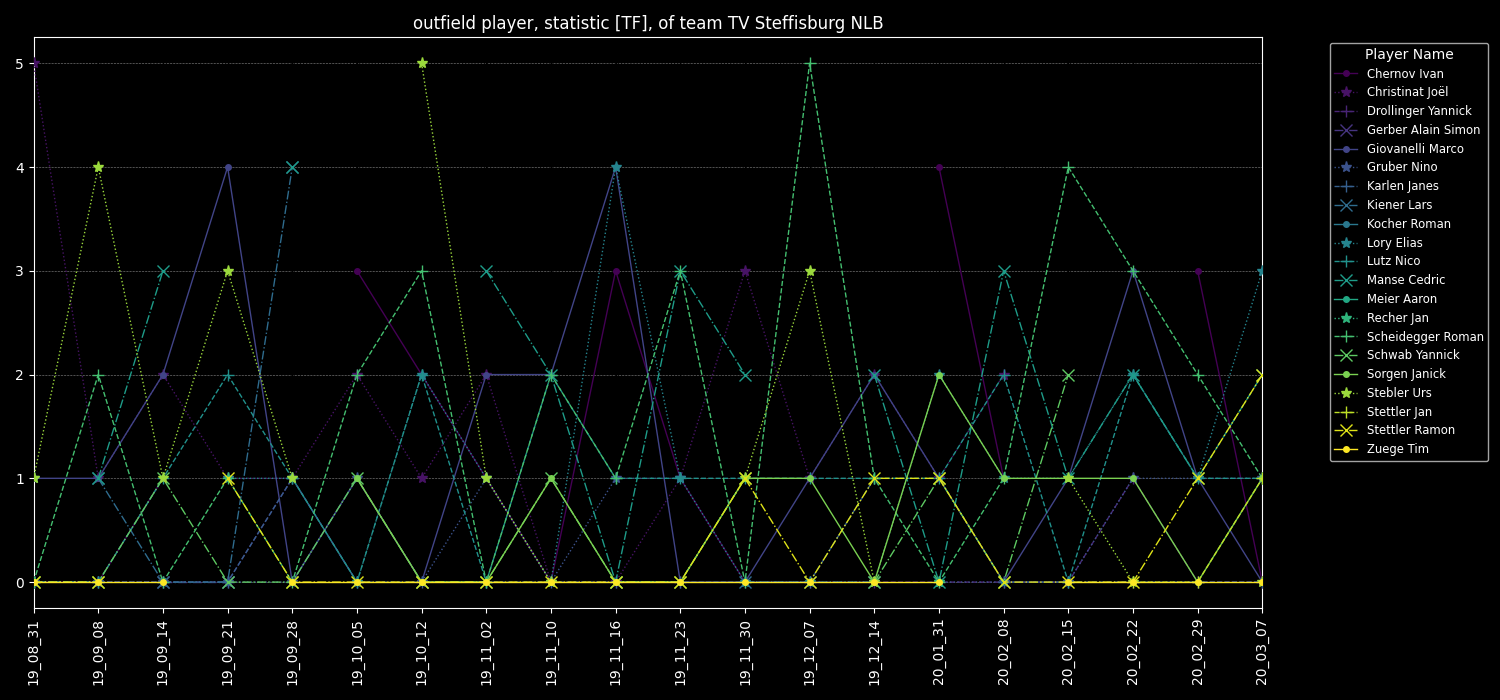 outfield player, statistic [TF], of team TV Steffisburg NLB
5
4
3
2
1
0
19_08_31
19_09_08
19_09_14
19_09_21
19_09_28
19_10_05
19_10_12
19_11_02
19_11_10
19_11_16
19_11_23
19_11_30
19_12_07
19_12_14
20_01_31
20_02_08
20_02_15
20_02_22
20_02_29
20_03_07
Player Name
Chernov Ivan
Christinat Joël
Drollinger Yannick
Gerber Alain Simon
Giovanelli Marco
Gruber Nino
Karlen Janes
Kiener Lars
Kocher Roman
Lory Elias
Lutz Nico
Manse Cedric
Meier Aaron
Recher Jan
Scheidegger Roman
Schwab Yannick
Sorgen Janick
Stebler Urs
Stettler Jan
Stettler Ramon
Zuege Tim